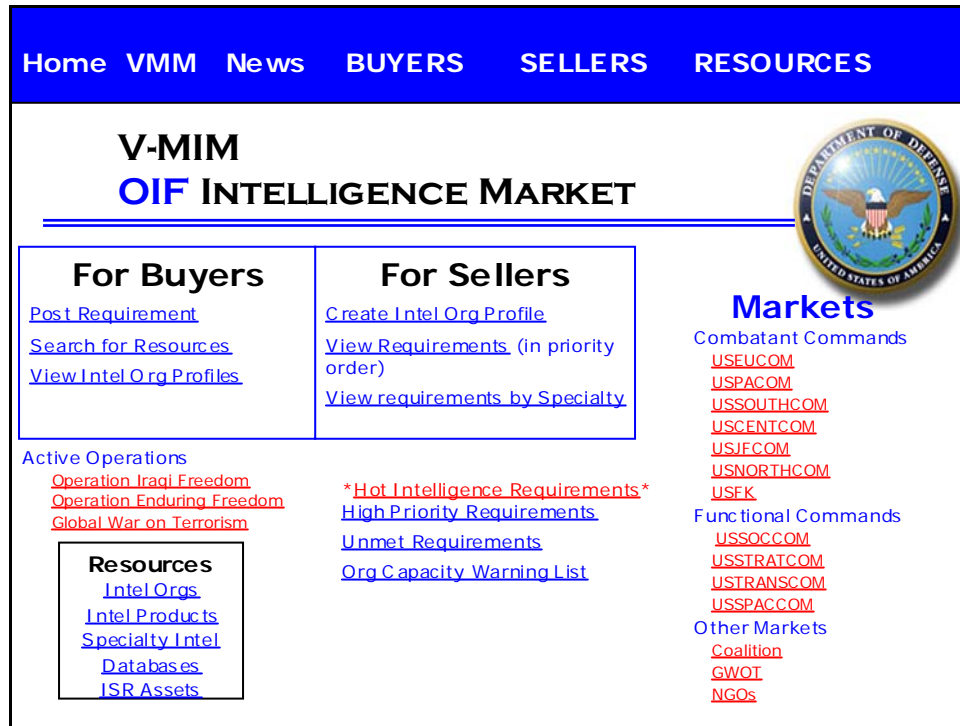 Home VMM News BUYERS SELLERS RESOURCES
V-MIM
OIF INTELLIGENCE MARKET
DEPARTMENT OF DEFENSE
UNITED STATES OF AMERICA
For Buyers
Post Requirement
Search for Resources
View Intel Org Profiles
For Sellers
Create Intel Org Profile
View Requirements (in priority
order)
View requirements by Specialty
Active Operations
Operation Iraqi Freedom
Operation Enduring Freedom
Global War on Terrorism
Resources
Intel Orgs
Intel Products
Specialty Intel
Databases
ISR Assets
*Hot Intelligence Requirements*
High Priority Requirements
Unmet Requirements
Org Capacity Warning List
Markets
Combatant Commands
USEUCOM
USPACOM
USSOUTHCOM
USCENTCOM
USJFCOM
USNORTHCOM
USFK
Functional Commands
USSOCCOM
USSTRATCOM
USTRANSCOM
USSPACCOM
Other Markets
Coalition
GWOT
NGOs